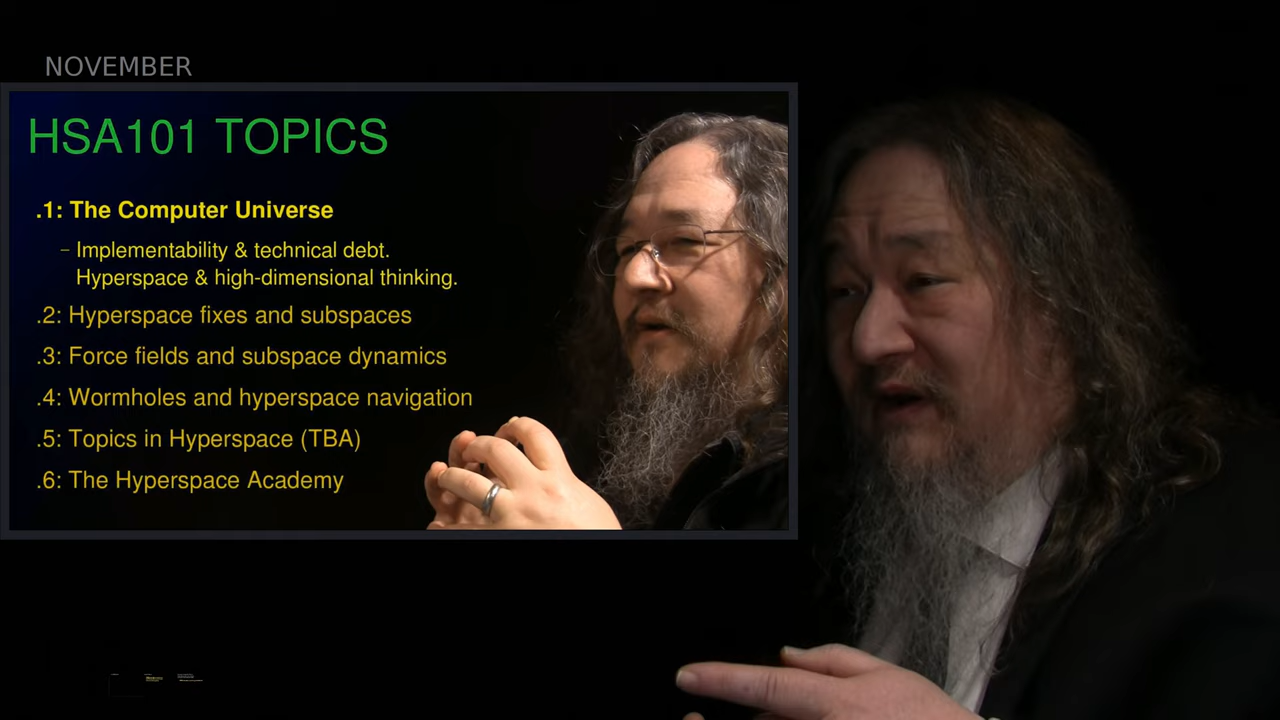 NOVEMBER
HSA101 TOPICS
.1: The Computer Universe
– Implementability & technical debt.
Hyperspace & high-dimensional thinking.
.2: Hyperspace fixes and subspaces
.3: Force fields and subspace dynamics
.4: Wormholes and hyperspace navigation
.5: Topics in Hyperspace (TBA)
.6: The Hyperspace Academy